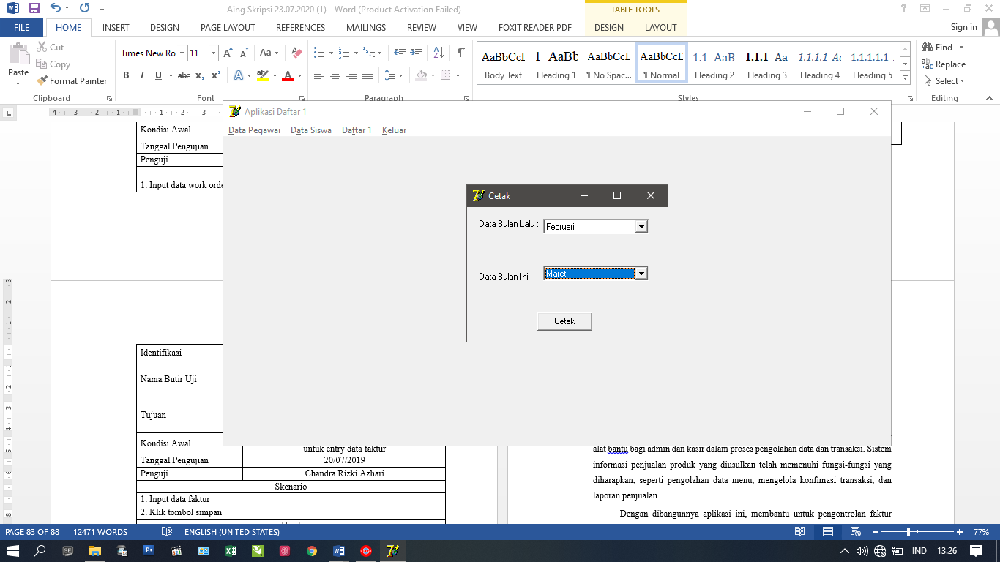 Aing Skripsi 23.07.2020 (1) - Word (Product Activation Failed)
TABLE TOOLS
FILE HOME INSERT DESIGN PAGE LAYOUT REFERENCES MAILINGS REVIEW VIEW FOXIT READER PDF DESIGN LAYOUT Sign in
Paste
Cut
Copy
Format Painter
Clipboard
Times New Ro 11
B I U abc x2 x2
Font
Paragraph
AaBbCcI 1 AaBb AaBbCcD AaBbCcD 1.1 AaB 1.1.1 Aa 1.1.1.1 Aa 1.1.1.1.1
Body Text Heading 1 ¶ No Spac... ¶ Normal Heading 2 Heading 3 Heading 4 Heading 5
Styles
Find
Replace
Select
Editing
Kondisi Awal
Tanggal Pengujian
Penguji
1. Input data work orde
Aplikasi Daftar 1
Data Pegawai Data Siswa Daftar 1 Keluar
Cetak
Data Bulan Lalu : Februari
Data Bulan Ini : Maret
Cetak
Identifikasi
Nama Butir Uji
Tujuan
Kondisi Awal untuk entry data faktur
Tanggal Pengujian 20/07/2019
Penguji Chandra Rizki Azhari
Skenario
1. Input data faktur
2. Klik tombol simpan
alat bantu bagi admin dan kasir dalam proses pengolahan data dan transaksi. Sistem
informasi penjualan produk yang diusulkan telah memenuhi fungsi-fungsi yang
diharapkan, seperti pengolahan data menu, mengelola konfimasi transaksi, dan
laporan penjualan.
Dengan dibangunnya aplikasi ini, membantu untuk pengontrolan faktur
PAGE 83 OF 88 12471 WORDS ENGLISH (UNITED STATES) 77%
IND 13.26